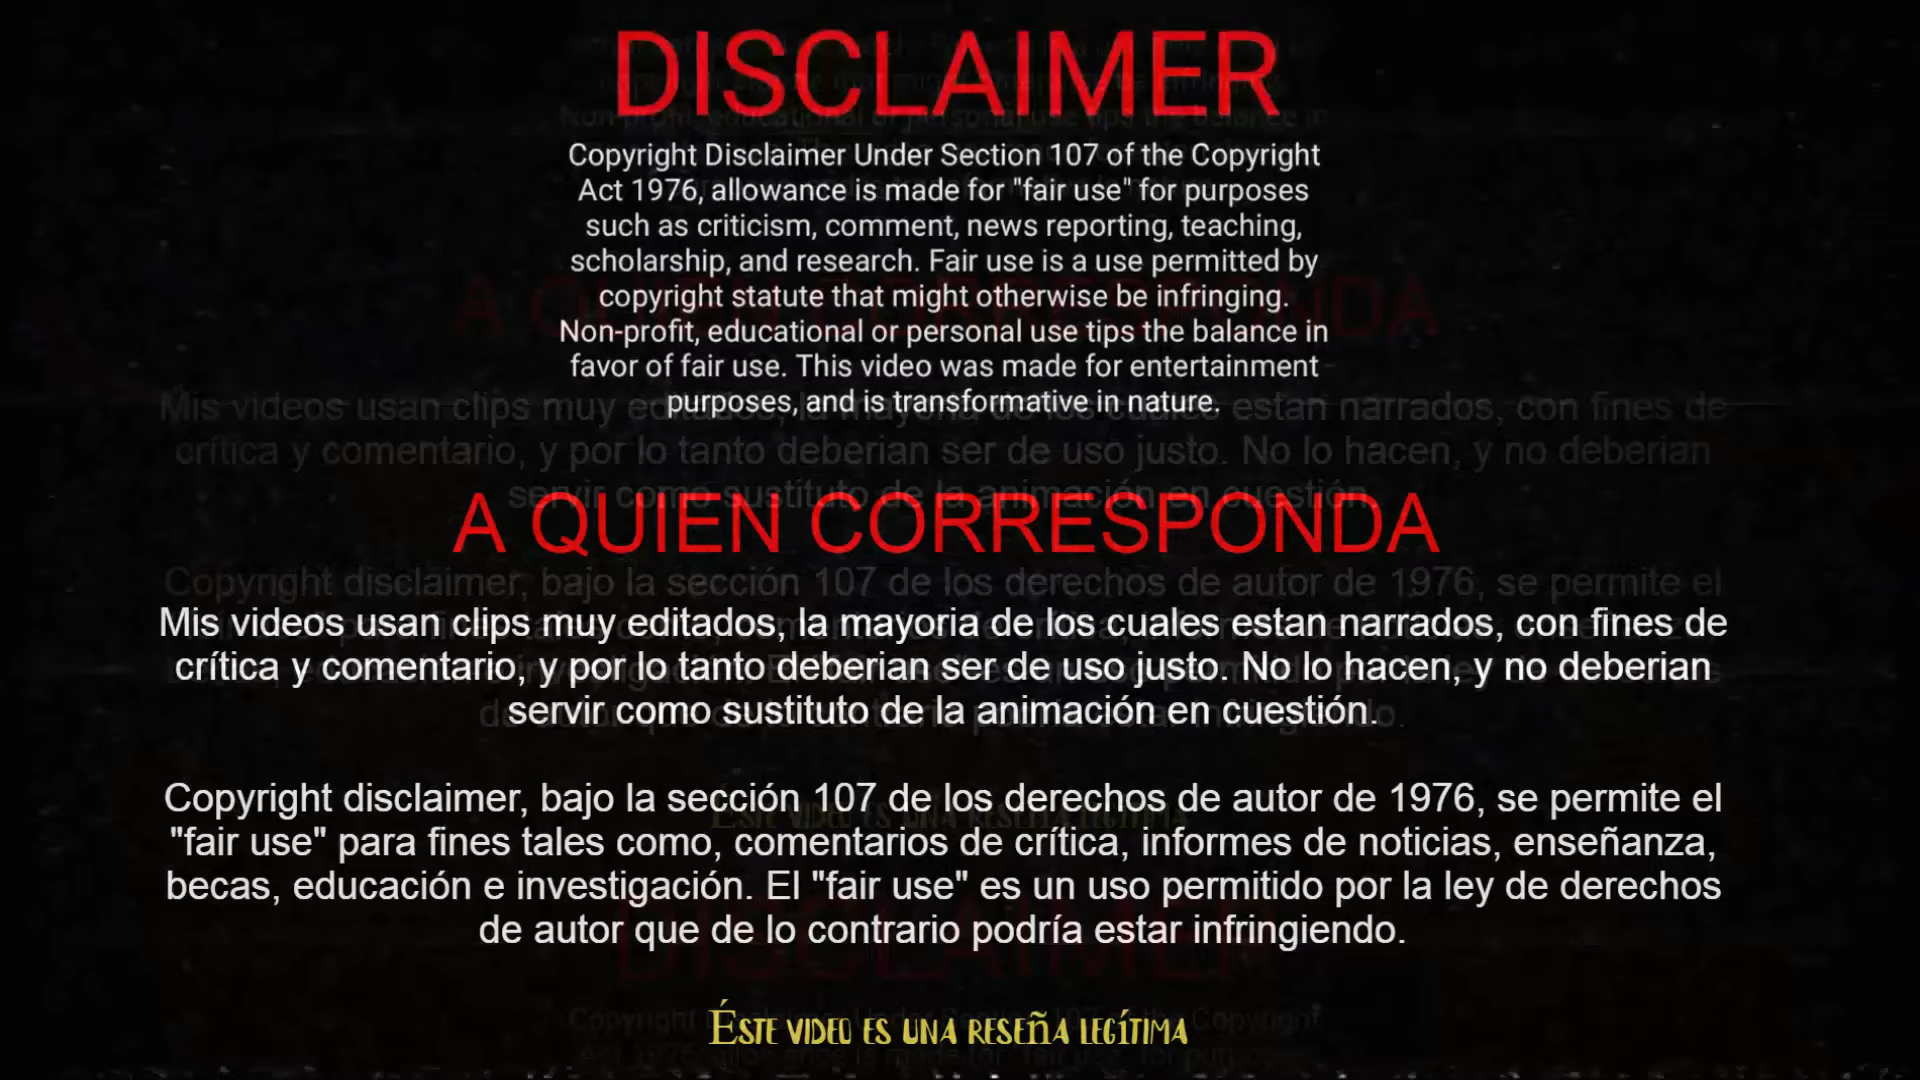 DISCLAIMER
Copyright Disclaimer Under Section 107 of the Copyright
Act 1976, allowance is made for "fair use" for purposes
such as criticism, comment, news reporting, teaching,
scholarship, and research. Fair use is a use permitted by
copyright statute that might otherwise be infringing.
Non-profit, educational or personal use tips the balance in
favor of fair use. This video was made for entertainment
purposes, and is transformative in nature.
A QUIEN CORRESPONDA
Mis videos usan clips muy editados, la mayoria de los cuales estan narrados, con fines de
crítica y comentario, y por lo tanto deberian ser de uso justo. No lo hacen, y no deberian
servir como sustituto de la animación en cuestión.
Copyright disclaimer, bajo la sección 107 de los derechos de autor de 1976, se permite el
"fair use" para fines tales como, comentarios de crítica, informes de noticias, enseñanza,
becas, educación e investigación. El "fair use" es un uso permitido por la ley de derechos
de autor que de lo contrario podría estar infringiendo.
Éste video es una reseña legítima